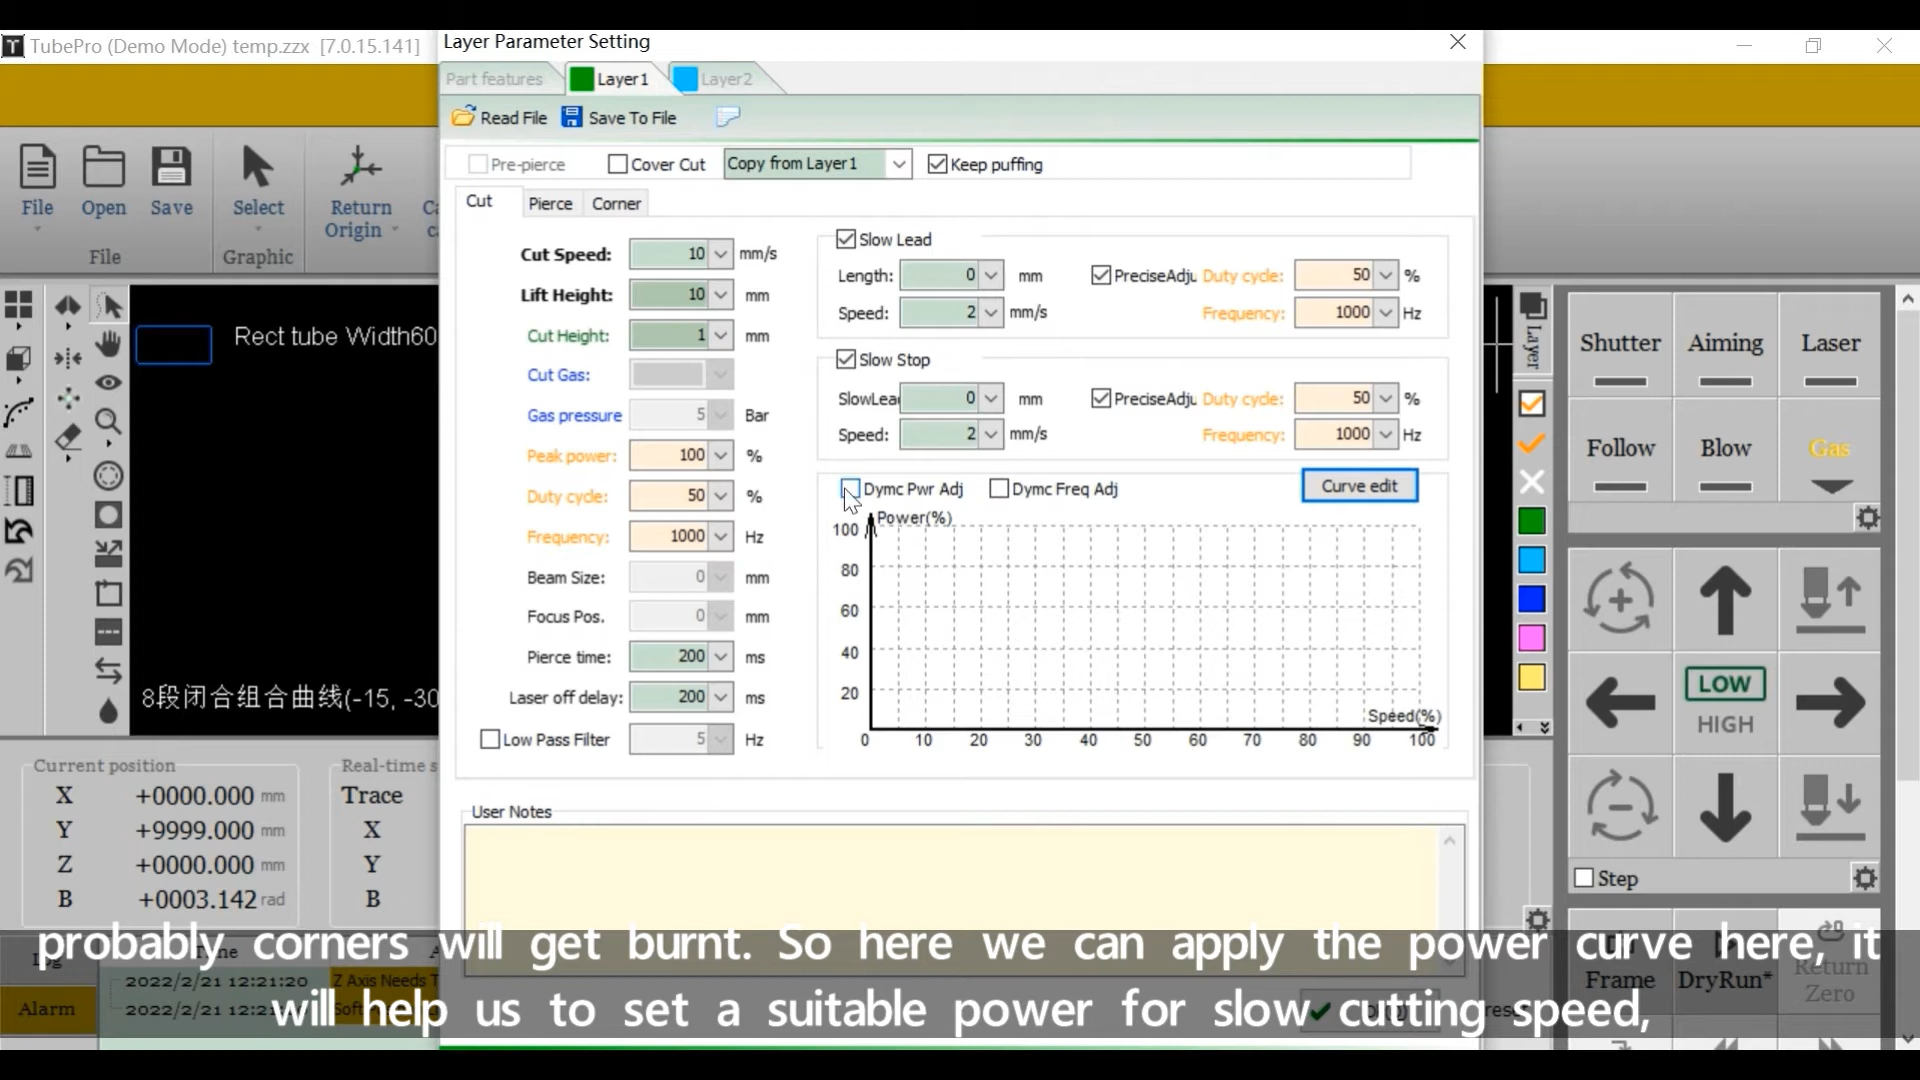 TubePro (Demo Mode) temp.zzx [7.0.15.141]
Layer Parameter Setting
Part features Layer1 Layer2
Read File Save To File
Pre-pierce Cover Cut Copy from Layer1 Keep puffing
Cut Pierce Corner
File Open Save Select Return Origin
File Graphic
Cut Speed: 10 mm/s
Lift Height: 10 mm
Cut Height: 1 mm
Cut Gas:
Gas pressure 5 Bar
Peak power: 100 %
Duty cycle: 50 %
Frequency: 1000 Hz
Beam Size: 0 mm
Focus Pos. 0 mm
Pierce time: 200 ms
Laser off delay: 200 ms
Low Pass Filter 5 Hz
Slow Lead
Length: 0 mm PreciseAdju Duty cycle: 50 %
Speed: 2 mm/s Frequency: 1000 Hz
Slow Stop
SlowLea 0 mm PreciseAdju Duty cycle: 50 %
Speed: 2 mm/s Frequency: 1000 Hz
Dymc Pwr Adj Dymc Freq Adj Curve edit
Power(%)
100
80
60
40
20
Speed(%)
0 10 20 30 40 50 60 70 80 90 100
User Notes
Rect tube Width60
8段闭合组合曲线(-15, -30
Layer
Shutter Aiming Laser
Follow Blow Gas
LOW
HIGH
Step
Frame DryRun* Return Zero
Current position
X +0000.000 mm
Y +9999.000 mm
Z +0000.000 mm
B +0003.142 rad
Real-time s
Trace
X
Y
B
Alarm
2022/2/21 12:21:20 Z Axis Needs T
2022/2/21 12:21
probably corners will get burnt. So here we can apply the power curve here, it
will help us to set a suitable power for slow cutting speed,